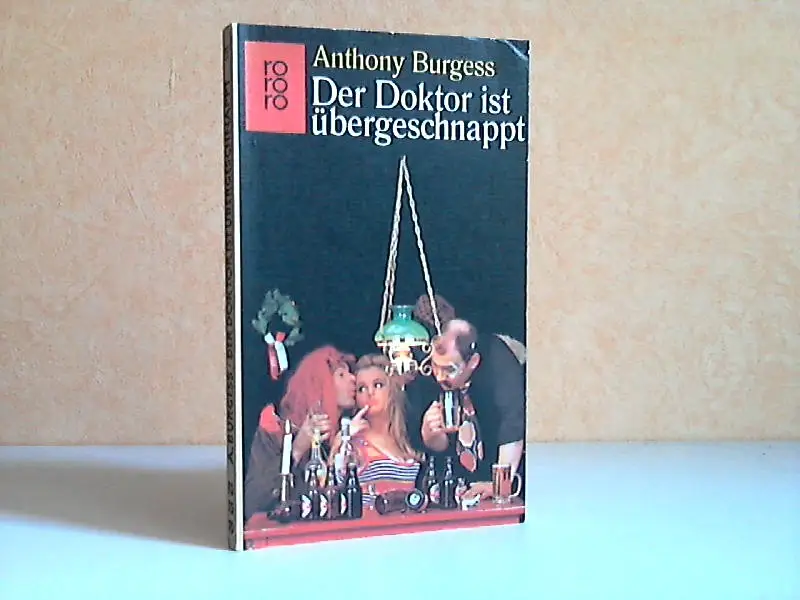 ro
ro
ro
Anthony Burgess
Der Doktor ist
übergeschnappt